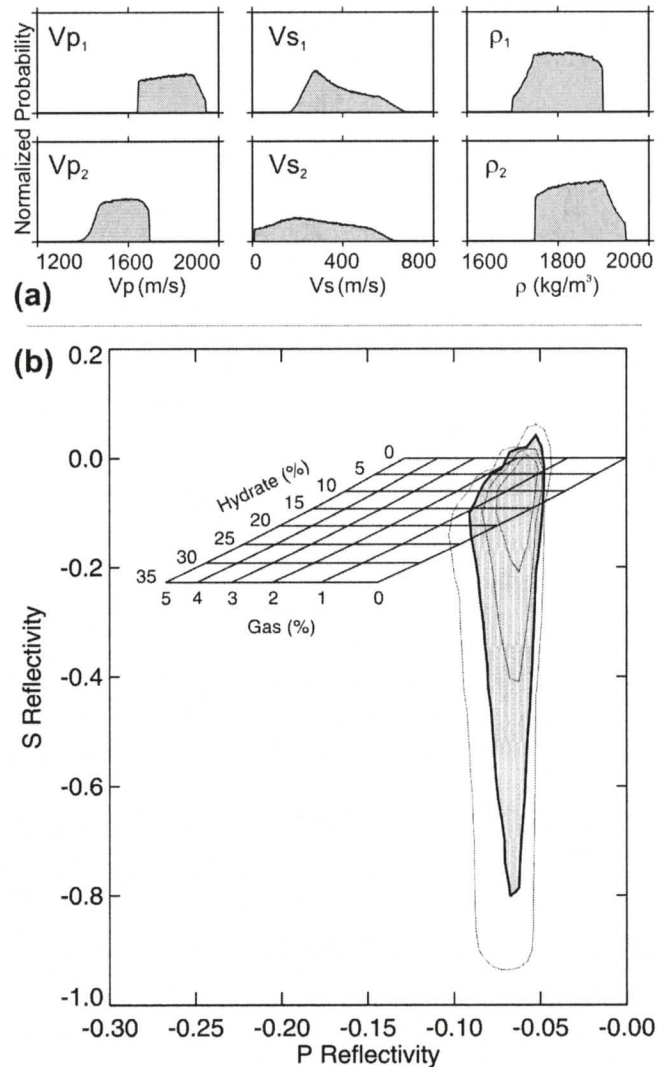 Normalized Probability
Vp₁
Vs₁
ρ₁
Vp₂
Vs₂
ρ₂
1200 1600 2000
0 400 800
1600 1800 2000
Vp (m/s)
Vs (m/s)
ρ (kg/m³)
(a)
(b)
0.2
0.0
-0.2
-0.4
-0.6
-0.8
-1.0
S Reflectivity
Hydrate (%)
0
5
10
15
20
25
30
35
5 4 3 2 1 0
Gas (%)
-0.30 -0.25 -0.20 -0.15 -0.10 -0.05 -0.00
P Reflectivity